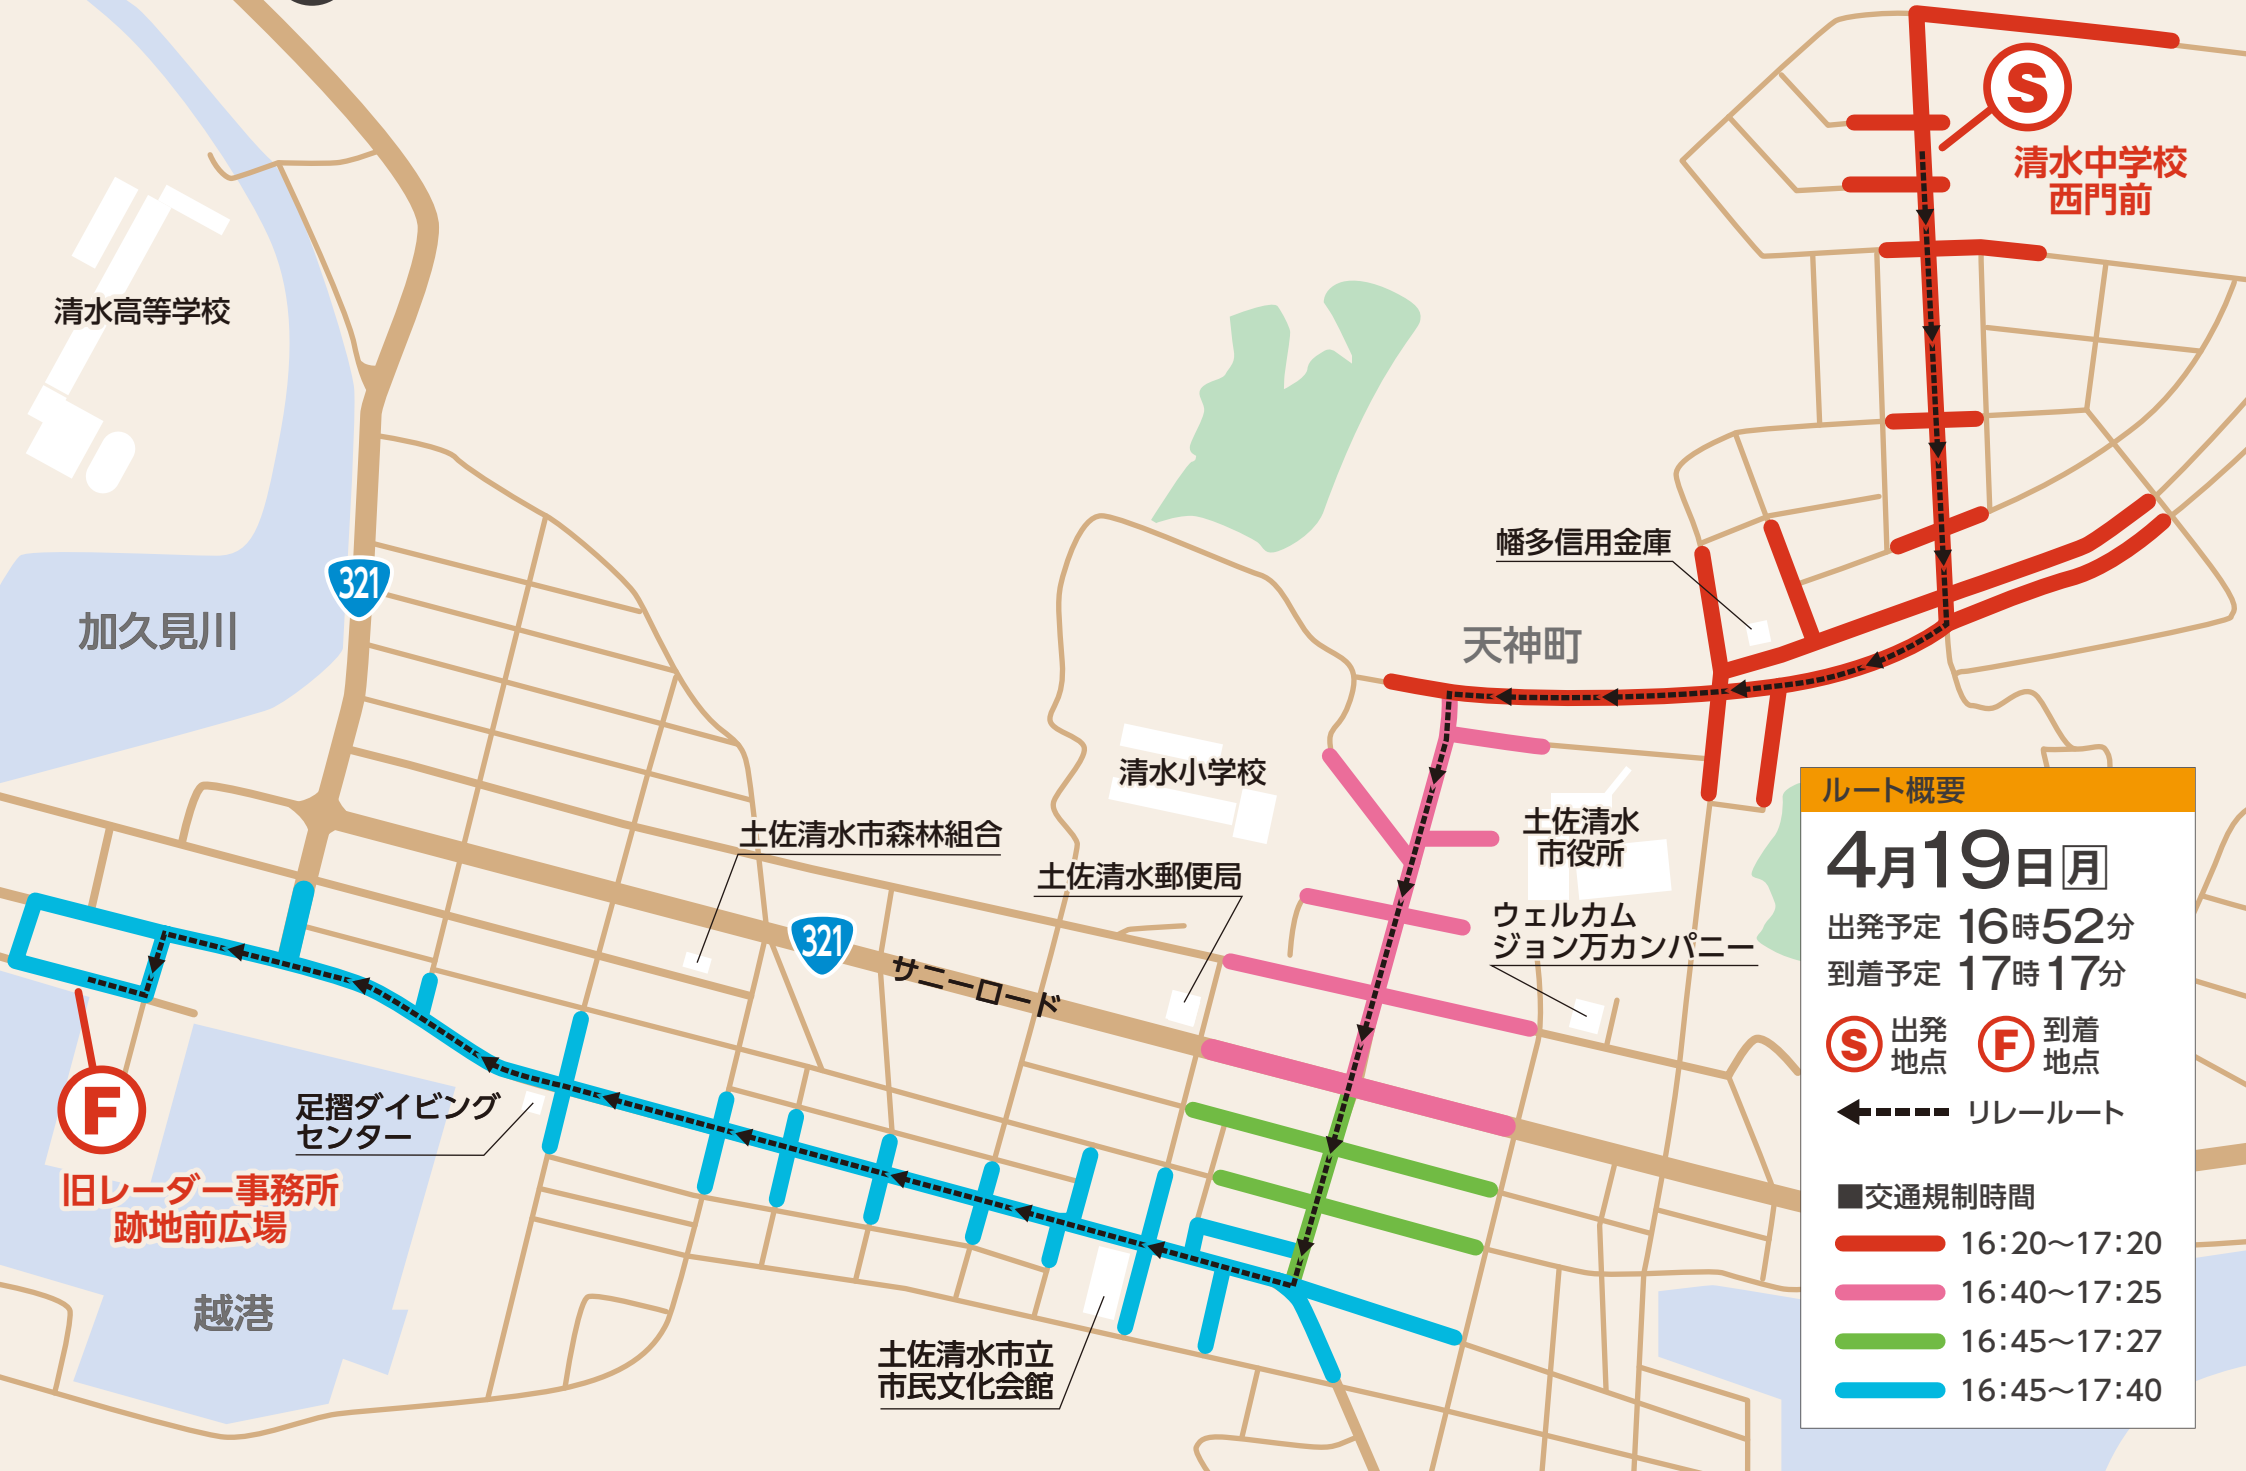 S
清水中学校
西門前
清水高等学校
321
加久見川
幡多信用金庫
天神町
清水小学校
土佐清水
市役所
土佐清水市森林組合
土佐清水郵便局
ウェルカム
ジョン万カンパニー
321
サニーロード
足摺ダイビング
センター
F
旧レーダー事務所
跡地前広場
越港
土佐清水市立
市民文化会館
ルート概要
4月19日月
出発予定 16時52分
到着予定 17時17分
S 出発
地点
F 到着
地点
リレールート
■交通規制時間
16:20～17:20
16:40～17:25
16:45～17:27
16:45～17:40